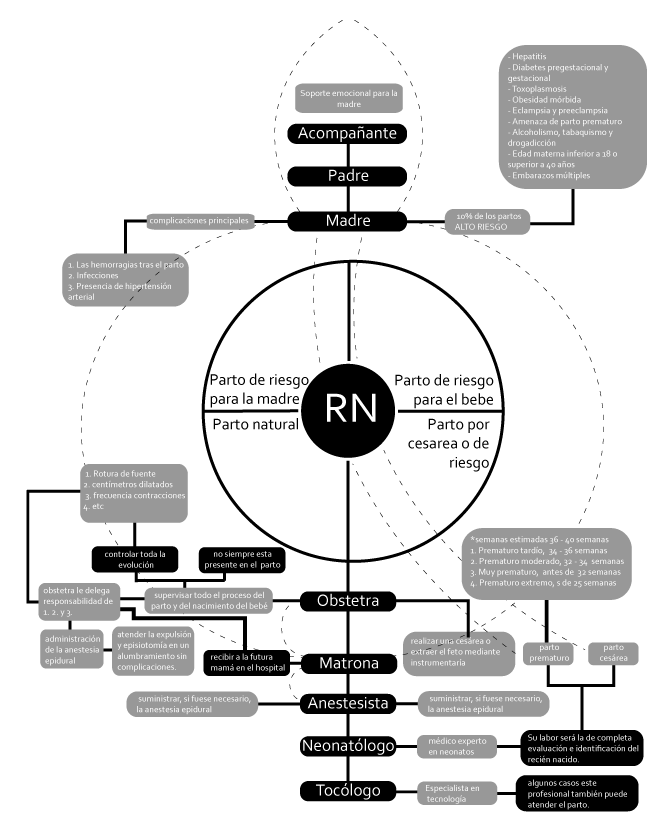 - Hepatitis
- Diabetes pregestacional y
gestacional
- Toxoplasmosis
- Obesidad mórbida
- Eclampsia y preeclampsia
- Amenaza de parto prematuro
- Alcoholismo, tabaquismo y
drogadicción
- Edad materna inferior a 18 o
superior a 40 años
- Embarazos múltiples
Soporte emocional para la
madre
Acompañante
Padre
Madre
complicaciones principales
10% de los partos
ALTO RIESGO
1. Las hemorragias tras el parto
2. Infecciones
3. Presencia de hipertensión
arterial
Parto de riesgo
para la madre
Parto de riesgo
para el bebe
RN
Parto natural
Parto por
cesarea o de
riesgo
1. Rotura de fuente
2. centímetros dilatados
3. frecuencia contracciones
4. etc
controlar toda la
evolución
no siempre esta
presente en el parto
*semanas estimadas 36 - 40 semanas
1. Prematuro tardío, 34 - 36 semanas
2. Prematuro moderado, 32 - 34 semanas
3. Muy prematuro, antes de 32 semanas
4. Prematuro extremo, s de 25 semanas
obstetra le delega
responsabilidad de
1. 2. y 3.
supervisar todo el proceso del
parto y del nacimiento del bebé
Obstetra
administración
de la anestesia
epidural
atender la expulsión
y episiotomía en un
alumbramiento sin
complicaciones.
recibir a la futura
mamá en el hospital
Matrona
realizar una cesárea o
extraer el feto mediante
instrumentaría
parto
prematuro
parto
cesárea
suministrar, si fuese necesario,
la anestesia epidural
Anestesista
suministrar, si fuese necesario,
la anestesia epidural
Neonatólogo
médico experto
en neonatos
Su labor será la de completa
evaluación e identificación del
recién nacido.
Tocólogo
Especialista en
tecnología
algunos casos este
profesional también puede
atender el parto.